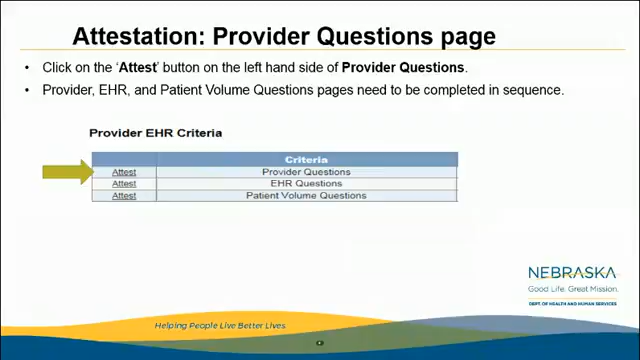 Attestation: Provider Questions page
• Click on the ‘Attest’ button on the left hand side of Provider Questions.
• Provider, EHR, and Patient Volume Questions pages need to be completed in sequence.
Provider EHR Criteria
Criteria
Attest Provider Questions
Attest EHR Questions
Attest Patient Volume Questions
NEBRASKA
Good Life. Great Mission.
DEPT. OF HEALTH AND HUMAN SERVICES
Helping People Live Better Lives